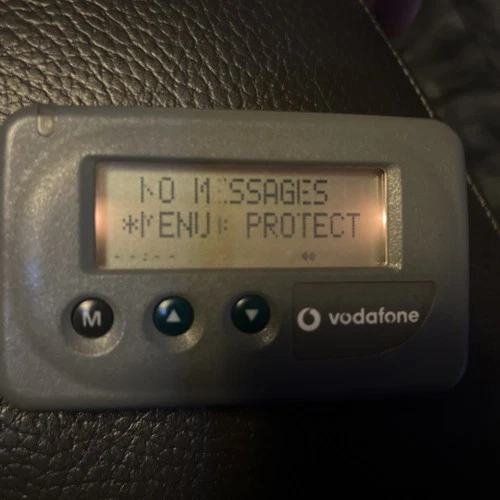 NO MESSAGES
*MENU: PROTECT
--:--
M
vodafone